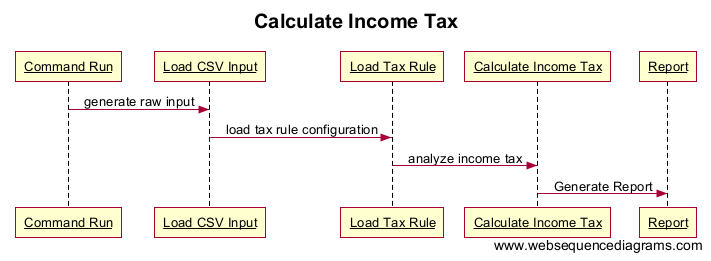 Calculate Income Tax
Command Run
Load CSV Input
Load Tax Rule
Calculate Income Tax
Report
generate raw input
load tax rule configuration
analyze income tax
Generate Report
Command Run
Load CSV Input
Load Tax Rule
Calculate Income Tax
Report
www.websequencediagrams.com